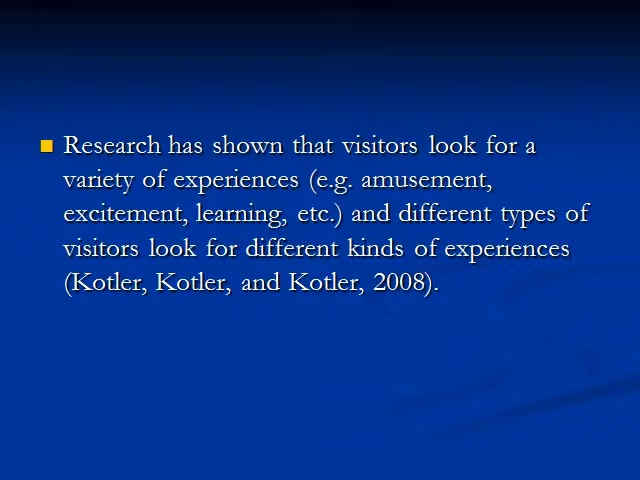 Research has shown that visitors look for a
variety of experiences (e.g. amusement,
excitement, learning, etc.) and different types of
visitors look for different kinds of experiences
(Kotler, Kotler, and Kotler, 2008).